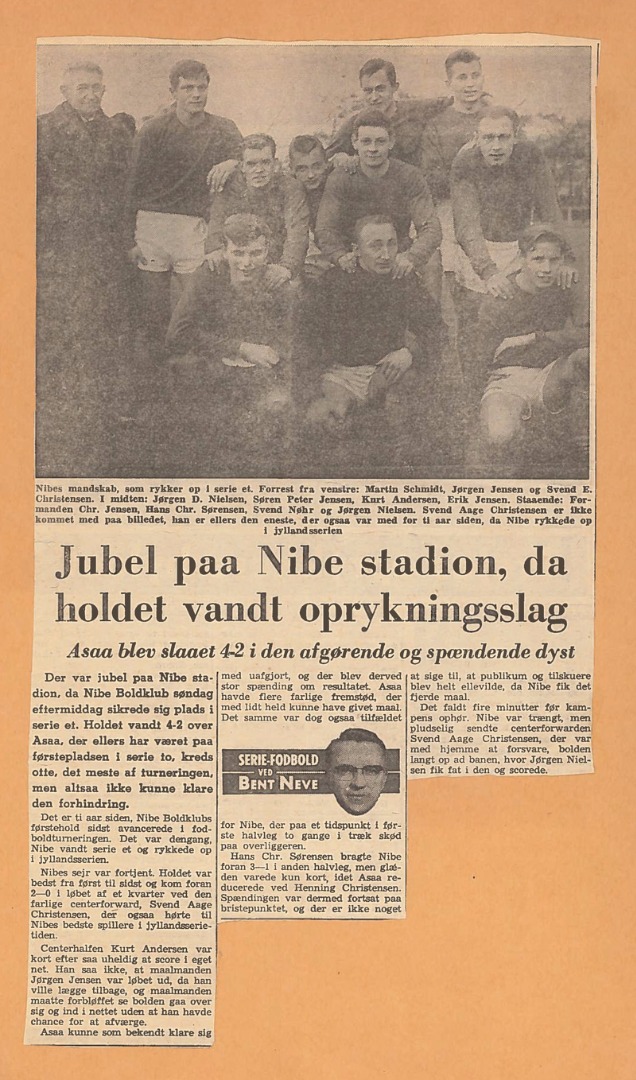 Nibes mandskab, som rykker op i serie et. Forrest fra venstre: Martin Schmidt, Jørgen Jensen og Svend E.
Christensen. I midten: Jørgen D. Nielsen, Søren Peter Jensen, Kurt Andersen, Erik Jensen. Staaende: For-
manden Chr. Jensen, Hans Chr. Sørensen, Svend Nøhr og Jørgen Nielsen. Svend Aage Christensen er ikke
kommet med paa billedet, han er ellers den eneste, der ogsaa var med for ti aar siden, da Nibe rykkede op
i jyllandsserien
Jubel paa Nibe stadion, da
holdet vandt oprykningsslag
Asaa blev slaaet 4-2 i den afgørende og spændende dyst
Der var jubel paa Nibe sta-
dion, da Nibe Boldklub søndag
eftermiddag sikrede sig plads i
serie et. Holdet vandt 4-2 over
Asaa, der ellers har været paa
førstepladsen i serie to, kreds
otte, det meste af turneringen,
men altsaa ikke kunne klare
den forhindring.
Det er ti aar siden, Nibe Boldklubs
førstehold sidst avancerede i fod-
boldturneringen. Det var dengang,
Nibe vandt serie et og rykkede op
i jyllandsserien.
Nibes sejr var fortjent. Holdet var
bedst fra først til sidst og kom foran
2—0 i løbet af et kvarter ved den
farlige centerforward, Svend Aage
Christensen, der ogsaa hørte til
Nibes bedste spillere i jyllandsserie-
tiden.
Centerhalfen Kurt Andersen var
kort efter saa uheldig at score i eget
net. Han saa ikke, at maalmanden
Jørgen Jensen var løbet ud, da han
ville lægge tilbage, og maalmanden
maatte forbløffet se bolden gaa over
sig og ind i nettet uden at han havde
chance for at afværge.
Asaa kunne som bekendt klare sig
med uafgjort, og der blev derved
stor spænding om resultatet. Asaa
havde flere farlige fremstød, der
med lidt held kunne have givet maal.
Det samme var dog ogsaa tilfældet
SERIE-FODBOLD
VED
BENT NEVE
for Nibe, der paa et tidspunkt i før-
ste halvleg to gange i træk skød
paa overliggeren.
Hans Chr. Sørensen bragte Nibe
foran 3—1 i anden halvleg, men glæ-
den varede kun kort, idet Asaa re-
ducerede ved Henning Christensen.
Spændingen var dermed fortsat paa
bristepunktet, og der er ikke noget
at sige til, at publikum og tilskuere
blev helt ellevilde, da Nibe fik det
fjerde maal.
Det faldt fire minutter før kam-
pens ophør. Nibe var trængt, men
pludselig sendte centerforwarden
Svend Aage Christensen, der var
med hjemme at forsvare, bolden
langt op ad banen, hvor Jørgen Niel-
sen fik fat i den og scorede.